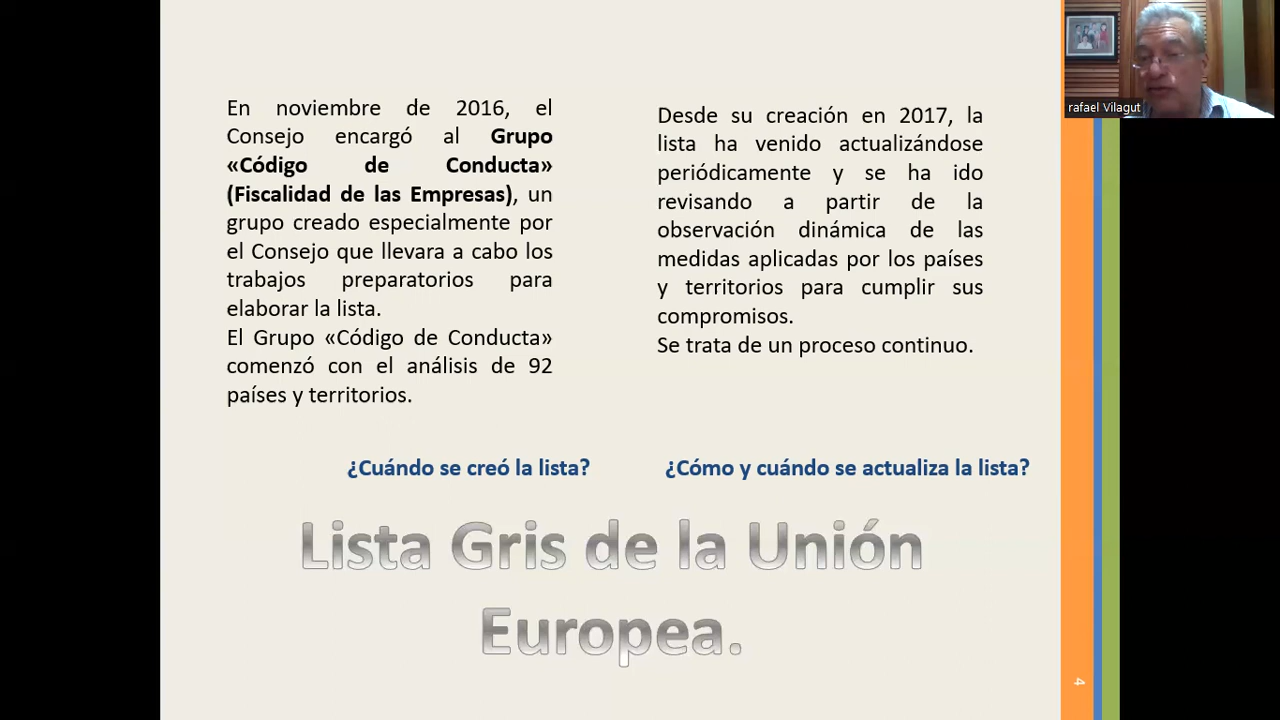 En noviembre de 2016, el
Consejo encargó al Grupo
«Código de Conducta»
(Fiscalidad de las Empresas), un
grupo creado especialmente por
el Consejo que llevara a cabo los
trabajos preparatorios para
elaborar la lista.
El Grupo «Código de Conducta»
comenzó con el análisis de 92
países y territorios.
Desde su creación en 2017, la
lista ha venido actualizándose
periódicamente y se ha ido
revisando a partir de la
observación dinámica de las
medidas aplicadas por los países
y territorios para cumplir sus
compromisos.
Se trata de un proceso continuo.
¿Cuándo se creó la lista?
¿Cómo y cuándo se actualiza la lista?
Lista Gris de la Unión
Europea.
rafael Vilagut
4